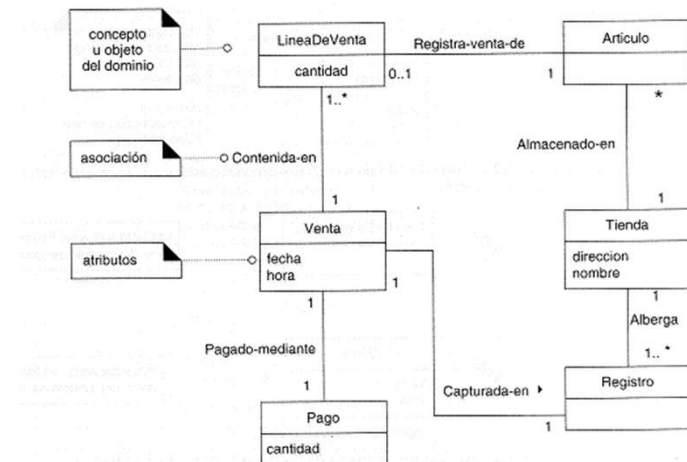 concepto
u objeto
del dominio
LineaDeVenta
cantidad
Registra-venta-de
0..1
1
Articulo
1..*
*
asociación
Contenida-en
Almacenado-en
1
1
atributos
Venta
fecha
hora
Tienda
direccion
nombre
1
1
1
Pagado-mediante
Alberga
1.. *
1
Capturada-en
Registro
1
Pago
cantidad